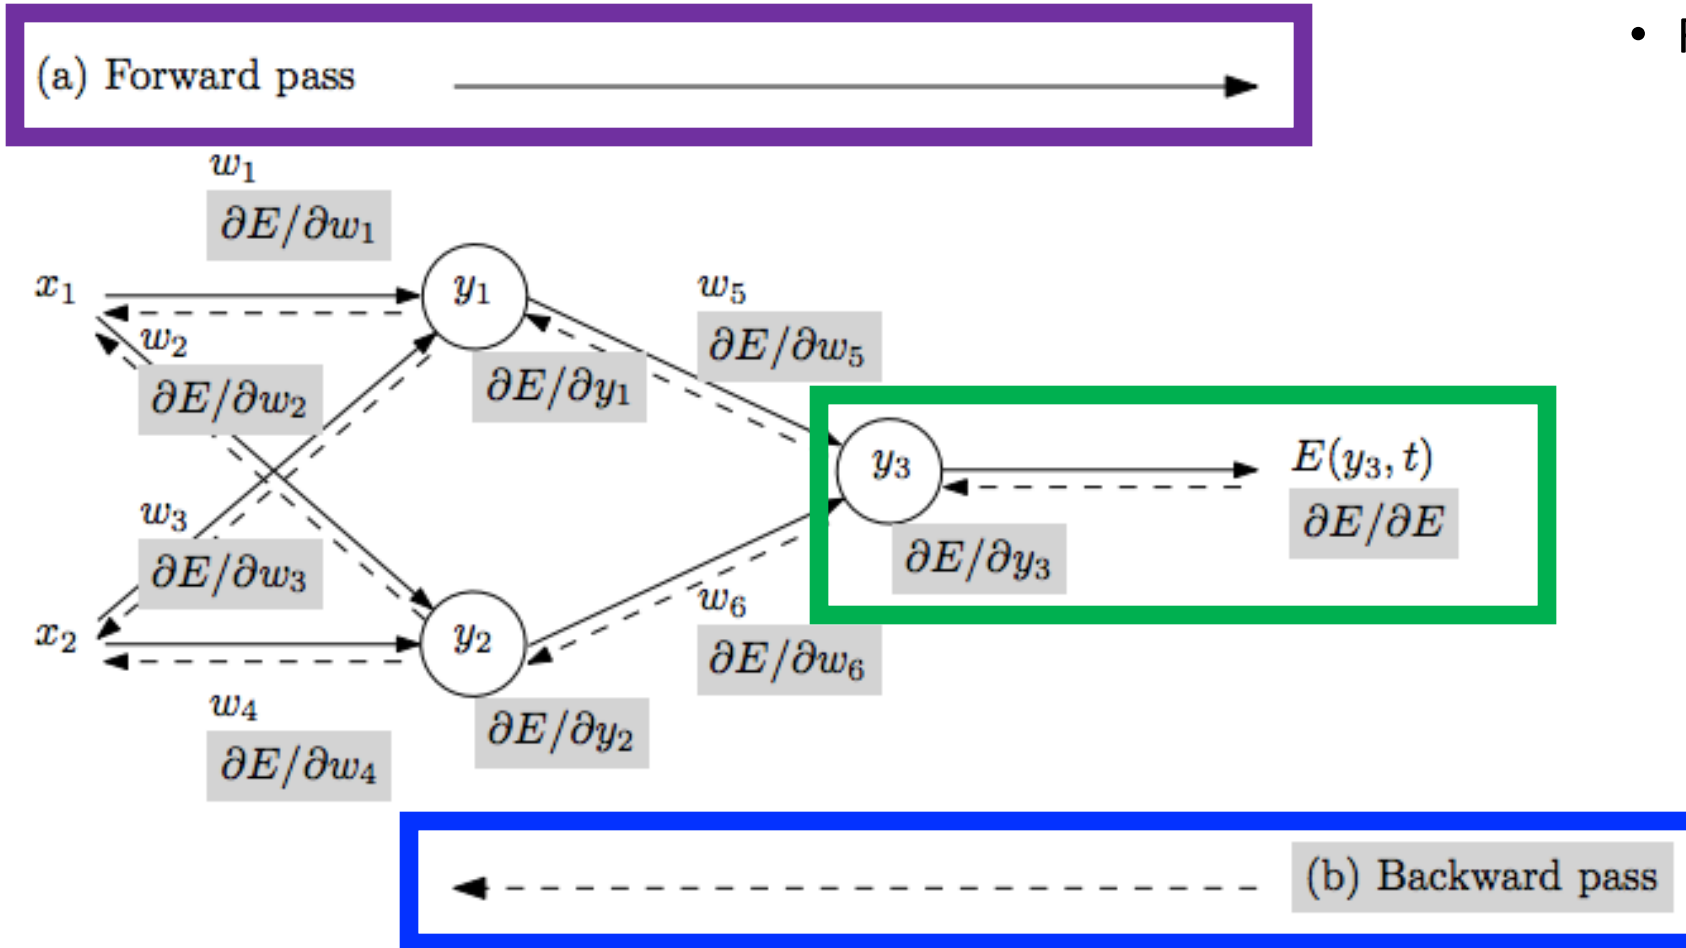 (a) Forward pass
w₁
∂E/∂w₁
x₁
y₁
w₅
∂E/∂w₅
w₂
∂E/∂w₂
∂E/∂y₁
y₃
E(y₃, t)
∂E/∂E
w₃
∂E/∂w₃
∂E/∂y₃
x₂
y₂
w₆
∂E/∂w₆
w₄
∂E/∂w₄
∂E/∂y₂
(b) Backward pass